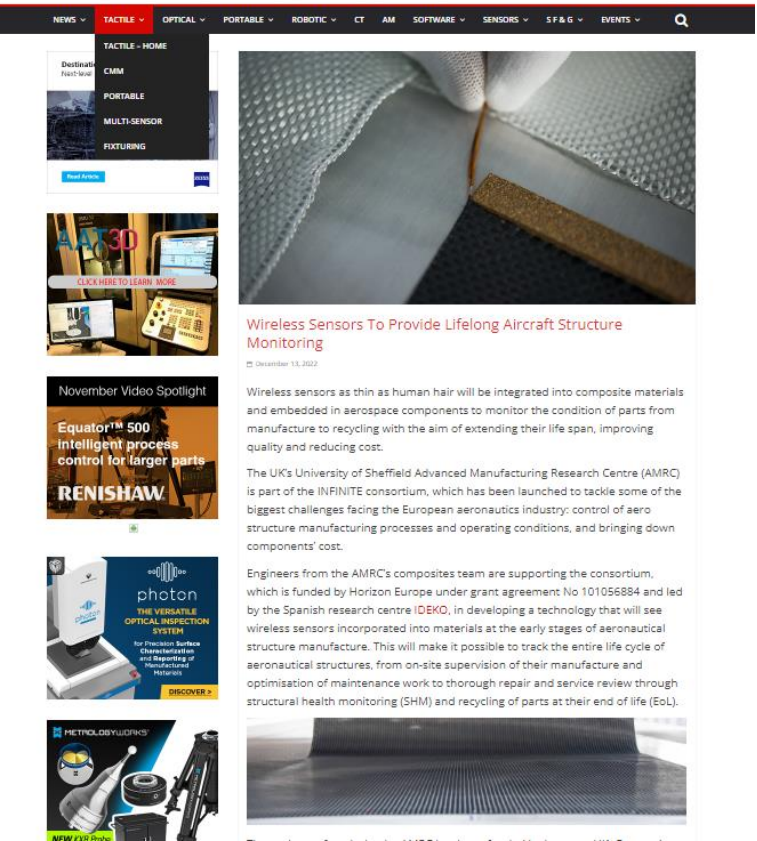 NEWS
TACTILE
OPTICAL
PORTABLE
ROBOTIC
CT
AM
SOFTWARE
SENSORS
S F & G
EVENTS
TACTILE – HOME
CMM
PORTABLE
MULTI-SENSOR
FIXTURING
Next-level
Read Article
ZEISS
AAT3D
CLICK HERE TO LEARN MORE
November Video Spotlight
Equator™ 500
intelligent process
control for larger parts
RENISHAW
photon
THE VERSATILE
OPTICAL INSPECTION
SYSTEM
for Precision Surface
Characterization
and Reporting of
Manufactured
Materials
DISCOVER >
METROLOGYWORKS
NEW KXR Probe
Wireless Sensors To Provide Lifelong Aircraft Structure
Monitoring
December 13, 2022
Wireless sensors as thin as human hair will be integrated into composite materials
and embedded in aerospace components to monitor the condition of parts from
manufacture to recycling with the aim of extending their life span, improving
quality and reducing cost.
The UK's University of Sheffield Advanced Manufacturing Research Centre (AMRC)
is part of the INFINITE consortium, which has been launched to tackle some of the
biggest challenges facing the European aeronautics industry: control of aero
structure manufacturing processes and operating conditions, and bringing down
components' cost.
Engineers from the AMRC's composites team are supporting the consortium,
which is funded by Horizon Europe under grant agreement No 101056884 and led
by the Spanish research centre IDEKO, in developing a technology that will see
wireless sensors incorporated into materials at the early stages of aeronautical
structure manufacture. This will make it possible to track the entire life cycle of
aeronautical structures, from on-site supervision of their manufacture and
optimisation of maintenance work to thorough repair and service review through
structural health monitoring (SHM) and recycling of parts at their end of life (EoL).